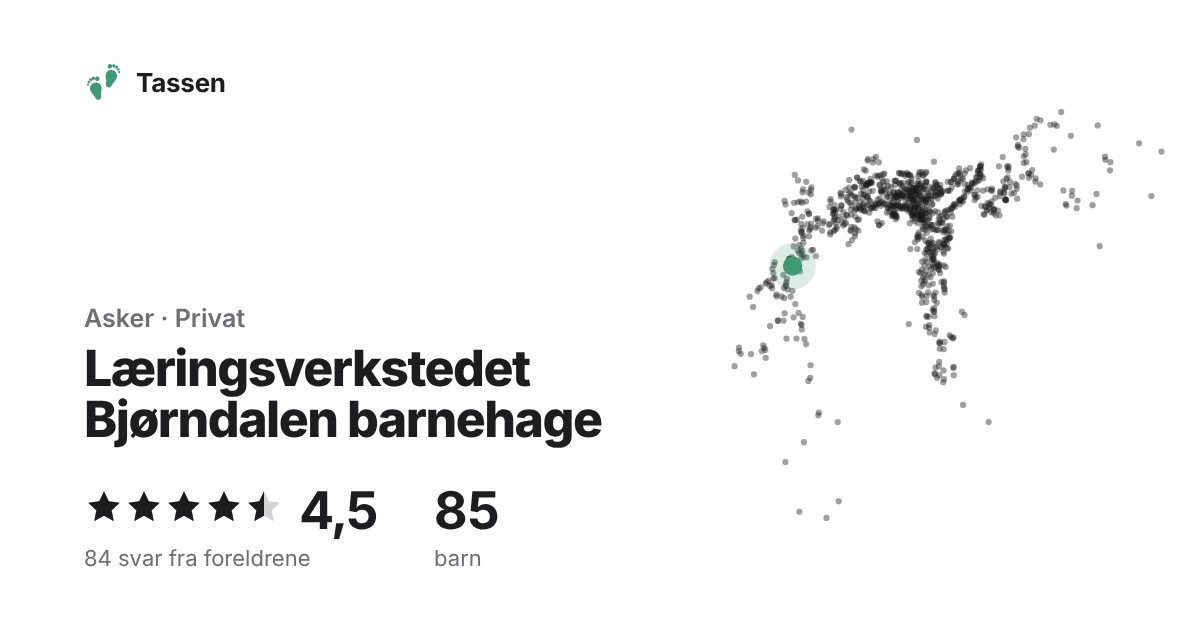 Tassen
Asker · Privat
Læringsverkstedet
Bjørndalen barnehage
4,5
84 svar fra foreldrene
85
barn